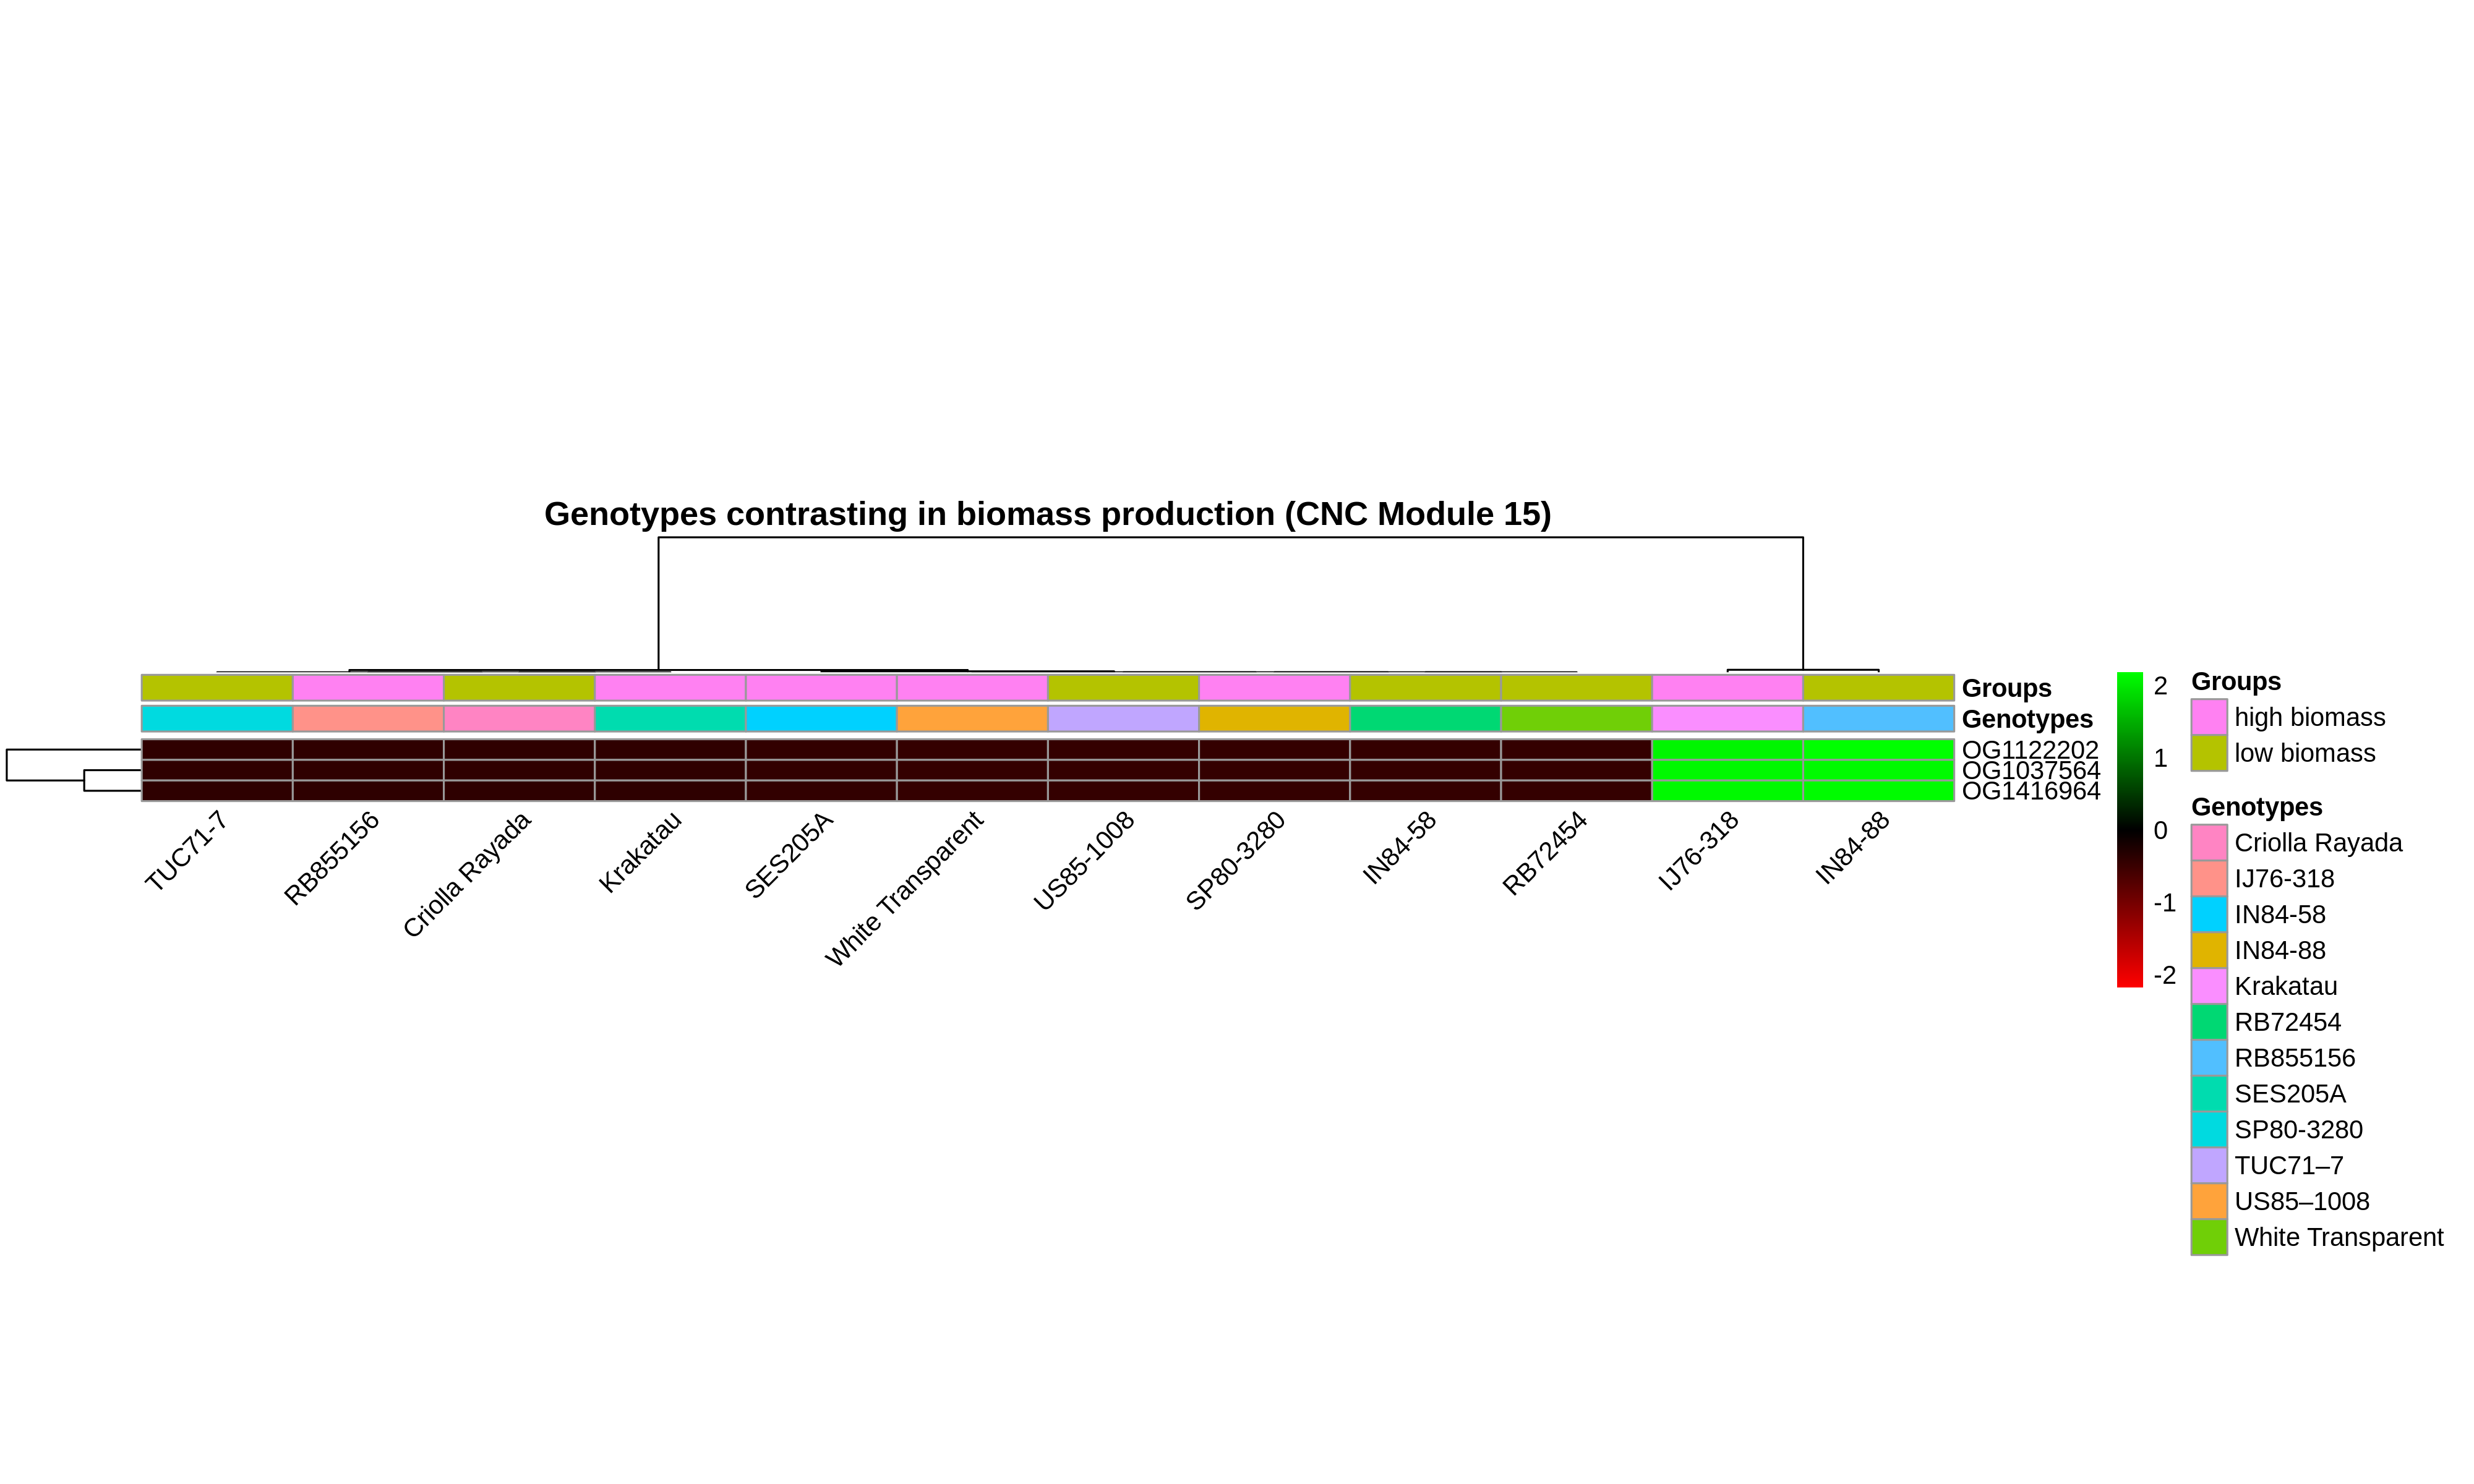 Genotypes contrasting in biomass production (CNC Module 15)
Groups
Genotypes
OG1122202
OG1037564
OG1416964
TUC71-7
RB855156
Criolla Rayada
Krakatau
SES205A
White Transparent
US85-1008
SP80-3280
IN84-58
RB72454
IJ76-318
IN84-88
2
1
0
-1
-2
Groups
high biomass
low biomass
Genotypes
Criolla Rayada
IJ76-318
IN84-58
IN84-88
Krakatau
RB72454
RB855156
SES205A
SP80-3280
TUC71–7
US85–1008
White Transparent